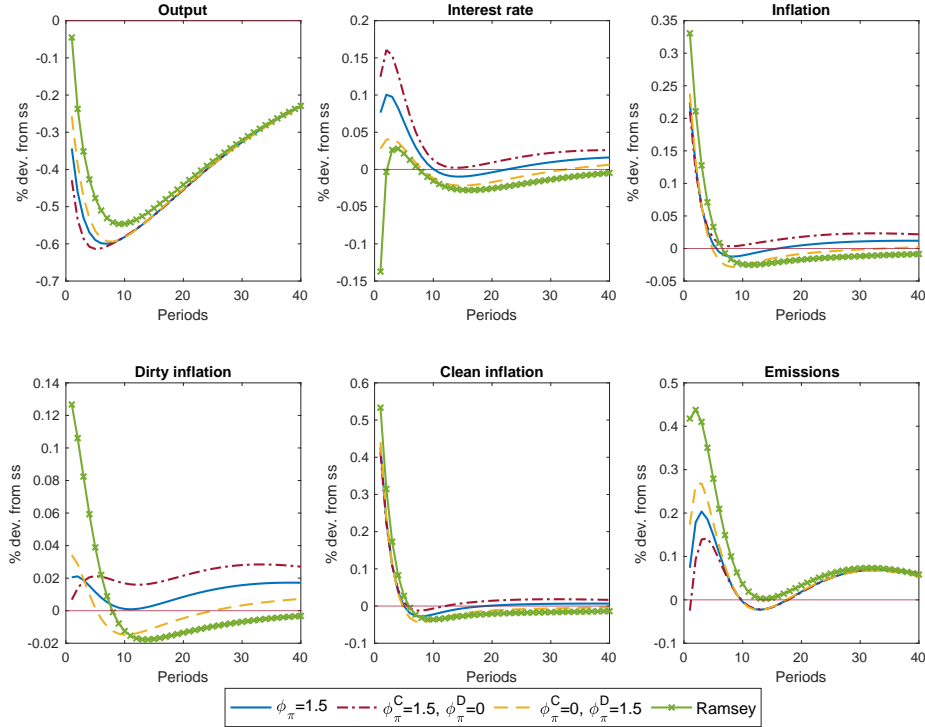 Output
Interest rate
Inflation
% dev. from ss
0
-0.1
-0.2
-0.3
-0.4
-0.5
-0.6
-0.7
0 10 20 30 40
Periods
% dev. from ss
0.2
0.15
0.1
0.05
0
-0.05
-0.1
-0.15
0 10 20 30 40
Periods
% dev. from ss
0.35
0.3
0.25
0.2
0.15
0.1
0.05
0
-0.05
0 10 20 30 40
Periods
Dirty inflation
Clean inflation
Emissions
% dev. from ss
0.14
0.12
0.1
0.08
0.06
0.04
0.02
0
-0.02
0 10 20 30 40
Periods
% dev. from ss
0.6
0.5
0.4
0.3
0.2
0.1
0
-0.1
0 10 20 30 40
Periods
% dev. from ss
0.5
0.4
0.3
0.2
0.1
0
-0.1
0 10 20 30 40
Periods
ϕ_π=1.5 ϕ_π^C=1.5, ϕ_π^D=0 ϕ_π^C=0, ϕ_π^D=1.5 Ramsey